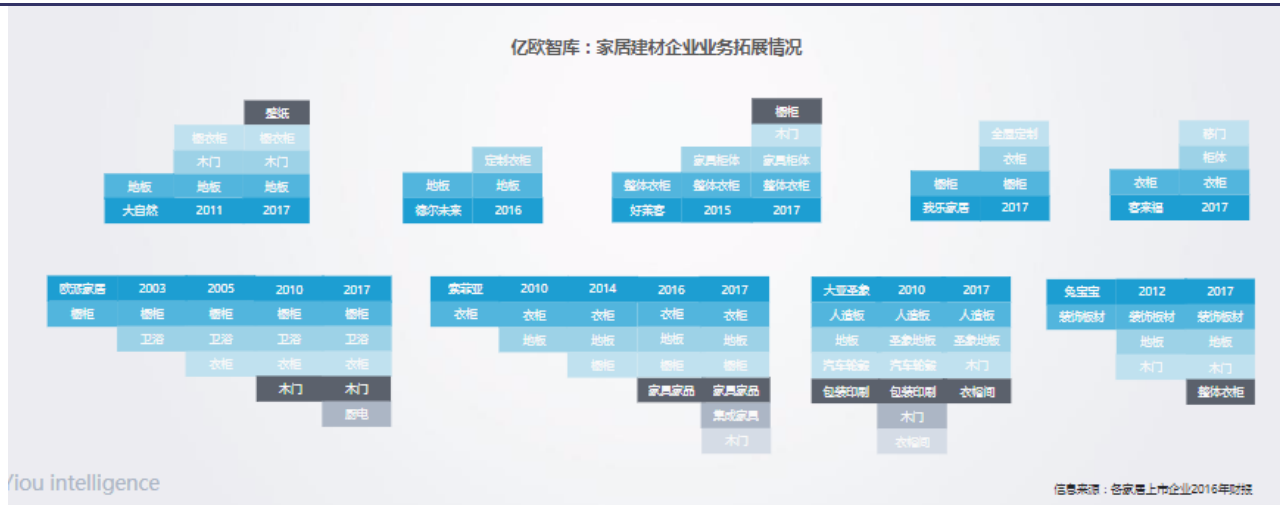 亿欧智库：家居建材企业业务拓展情况
壁纸
橱衣柜 橱衣柜
木门 木门
地板 地板 地板
大自然 2011 2017
定制衣柜
地板 地板
德尔未来 2016
橱柜
木门
家具柜体 家具柜体
整体衣柜 整体衣柜 整体衣柜
好莱客 2015 2017
全屋定制
衣柜
橱柜 橱柜
我乐家居 2017
移门
柜体
衣柜 衣柜
客来福 2017
欧派家居 2003 2005 2010 2017
橱柜 橱柜 橱柜 橱柜 橱柜
卫浴 卫浴 卫浴 卫浴
衣柜 衣柜 衣柜
木门 木门
厨电
索菲亚 2010 2014 2016 2017
衣柜 衣柜 衣柜 衣柜 衣柜
地板 地板 地板 地板
橱柜 橱柜 橱柜
家具家品 家具家品
集成家具
木门
大亚圣象 2010 2017
人造板 人造板 人造板
地板 圣象地板 圣象地板
汽车轮毂 汽车轮毂 木门
包装印刷 包装印刷 衣帽间
木门
衣帽间
兔宝宝 2012 2017
装饰板材 装饰板材 装饰板材
地板 地板
木门 木门
整体衣柜
Yiou intelligence
信息来源：各家居上市企业2016年财报